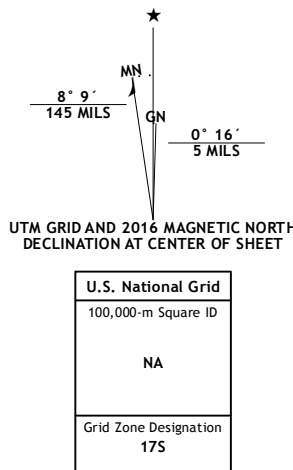 ★
MN
GN
8° 9´
145 MILS
0° 16´
5 MILS
UTM GRID AND 2016 MAGNETIC NORTH
DECLINATION AT CENTER OF SHEET
U.S. National Grid
100,000-m Square ID
NA
Grid Zone Designation
17S